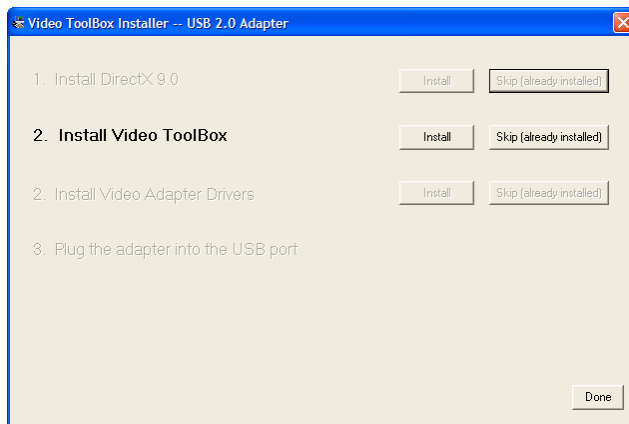 Video ToolBox Installer -- USB 2.0 Adapter
1. Install DirectX 9.0 Install Skip (already installed)
2. Install Video ToolBox Install Skip (already installed)
2. Install Video Adapter Drivers Install Skip (already installed)
3. Plug the adapter into the USB port
Done